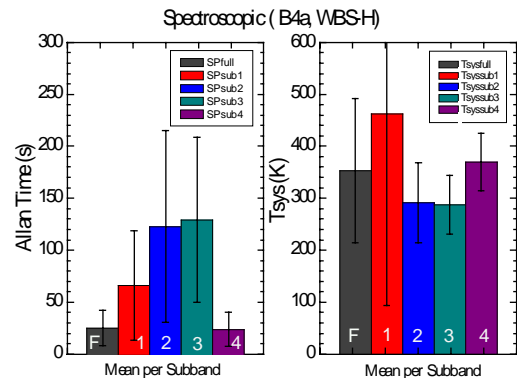 Spectroscopic ( B4a, WBS-H)
300
250
200
150
100
50
0
Allan Time (s)
SPfull
SPsub1
SPsub2
SPsub3
SPsub4
F 1 2 3 4
Mean per Subband
600
500
400
300
200
100
0
Tsys (K)
Tsysfull
Tsyssub1
Tsyssub2
Tsyssub3
Tsyssub4
F 1 2 3 4
Mean per Subband